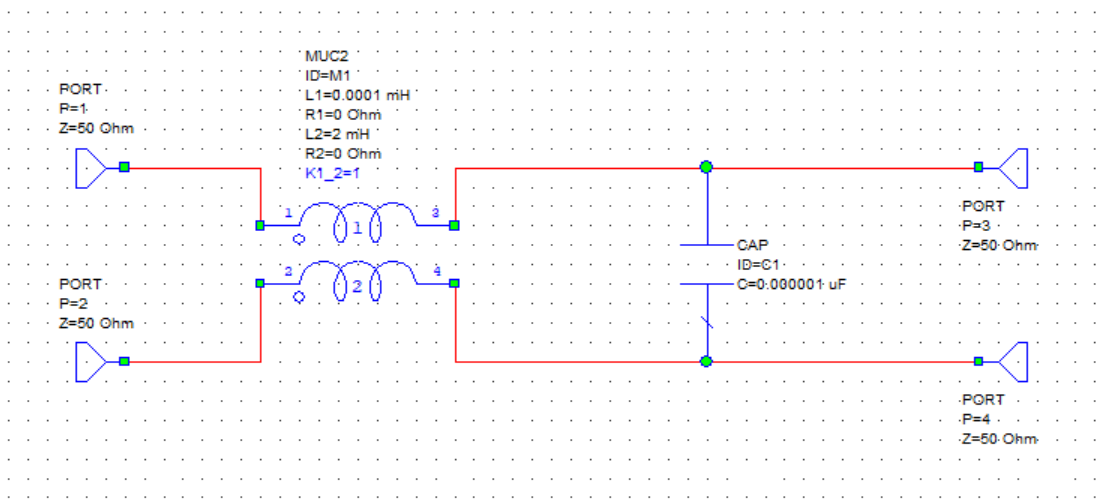 MUC2
ID=M1
L1=0.0001 mH
R1=0 Ohm
L2=2 mH
R2=0 Ohm
K1_2=1
PORT
P=1
Z=50 Ohm
1
3
1
2
4
2
PORT
P=2
Z=50 Ohm
CAP
ID=C1
C=0.000001 uF
PORT
P=3
Z=50 Ohm
PORT
P=4
Z=50 Ohm